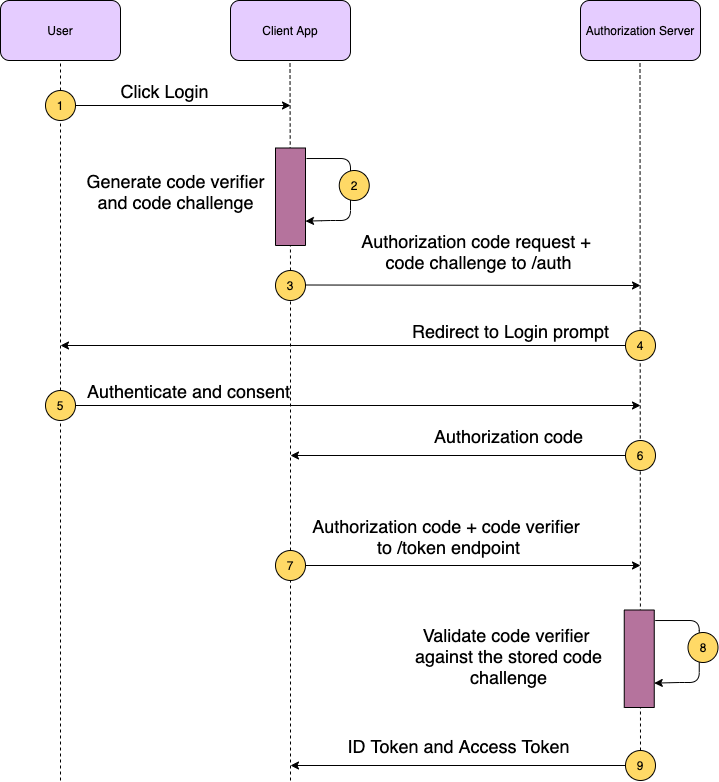 User
Client App
Authorization Server
Click Login
1
Generate code verifier
and code challenge
2
Authorization code request +
code challenge to /auth
3
Redirect to Login prompt
4
Authenticate and consent
5
Authorization code
6
Authorization code + code verifier
to /token endpoint
7
Validate code verifier
against the stored code
challenge
8
ID Token and Access Token
9